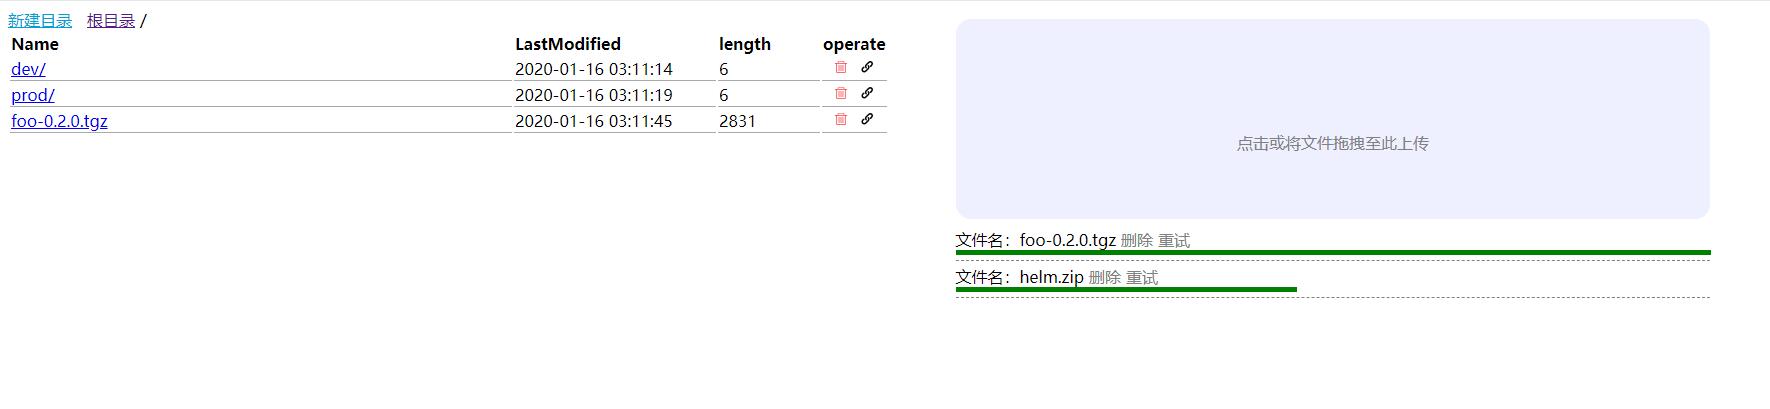 新建目录 根目录 /
Name LastModified length operate
dev/ 2020-01-16 03:11:14 6
prod/ 2020-01-16 03:11:19 6
foo-0.2.0.tgz 2020-01-16 03:11:45 2831
点击或将文件拖拽至此上传
文件名：foo-0.2.0.tgz 删除 重试
文件名：helm.zip 删除 重试